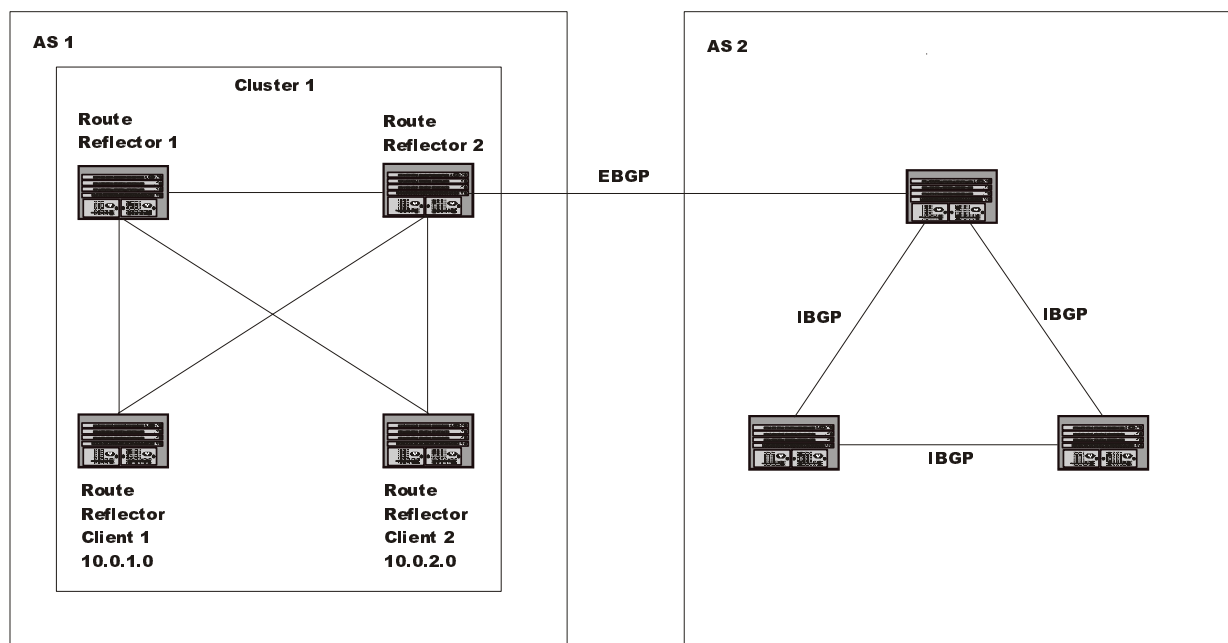 AS 1
AS 2
Cluster 1
Route
Reflector 1
Route
Reflector 2
EBGP
IBGP
IBGP
IBGP
Route
Reflector
Client 1
10.0.1.0
Route
Reflector
Client 2
10.0.2.0